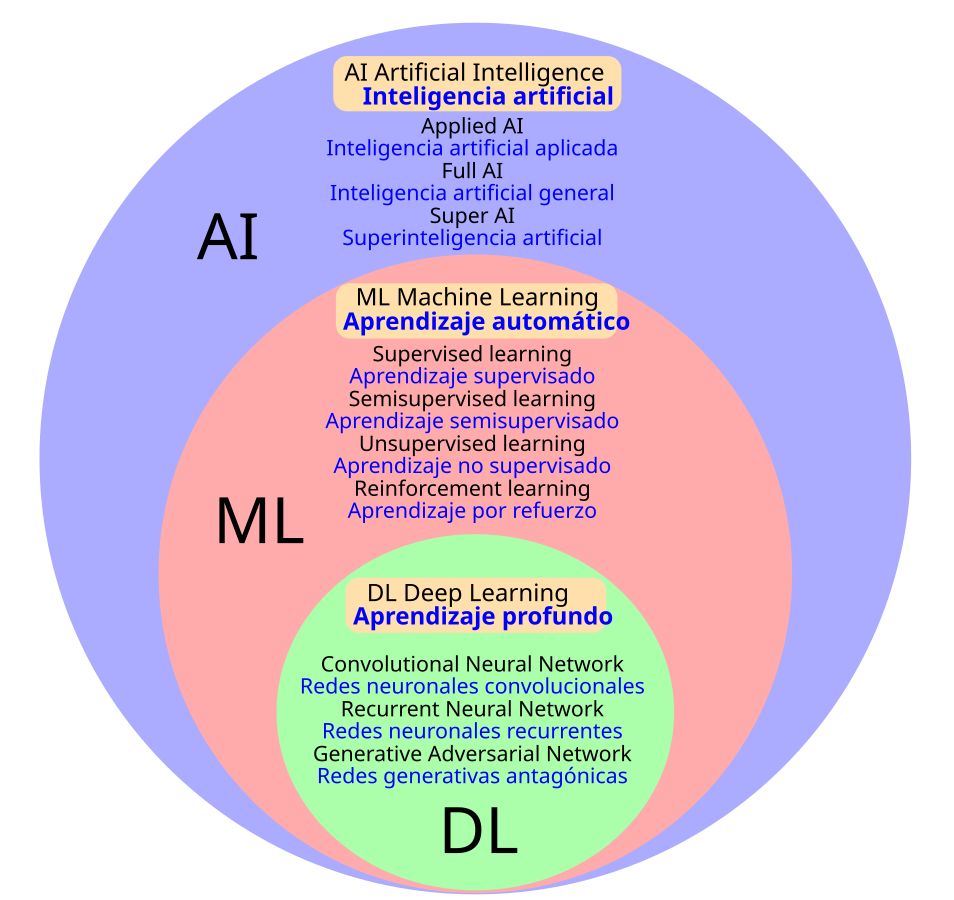 AI Artificial Intelligence
Inteligencia artificial
Applied AI
Inteligencia artificial aplicada
Full AI
Inteligencia artificial general
Super AI
Superinteligencia artificial
AI
ML Machine Learning
Aprendizaje automático
Supervised learning
Aprendizaje supervisado
Semisupervised learning
Aprendizaje semisupervisado
Unsupervised learning
Aprendizaje no supervisado
Reinforcement learning
Aprendizaje por refuerzo
ML
DL Deep Learning
Aprendizaje profundo
Convolutional Neural Network
Redes neuronales convolucionales
Recurrent Neural Network
Redes neuronales recurrentes
Generative Adversarial Network
Redes generativas antagónicas
DL